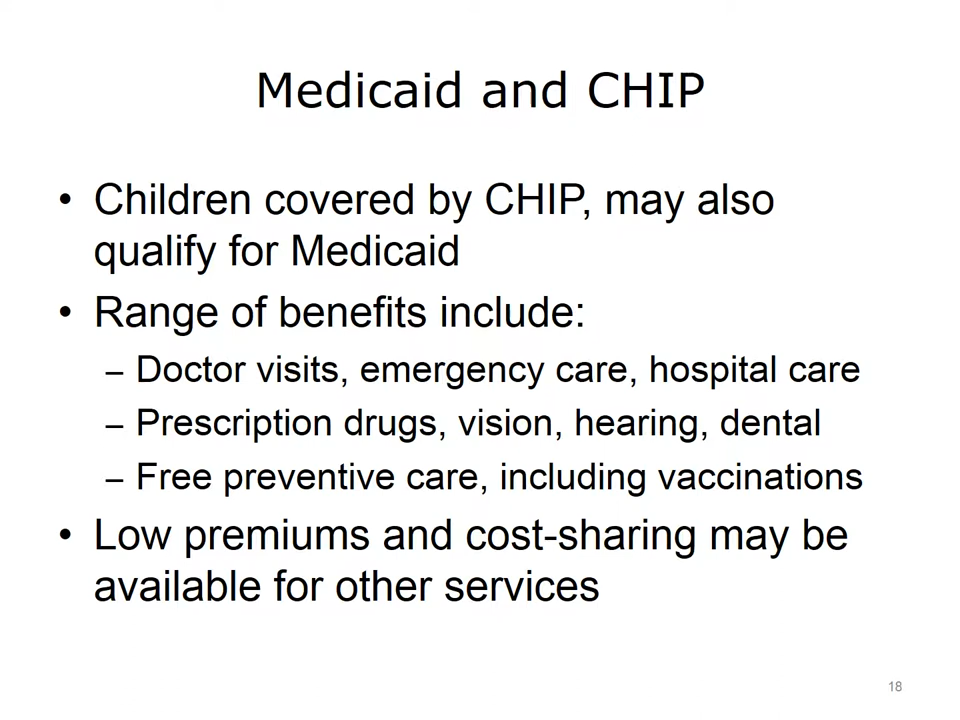 Medicaid and CHIP
• Children covered by CHIP, may also
qualify for Medicaid
• Range of benefits include:
– Doctor visits, emergency care, hospital care
– Prescription drugs, vision, hearing, dental
– Free preventive care, including vaccinations
• Low premiums and cost-sharing may be
available for other services
18